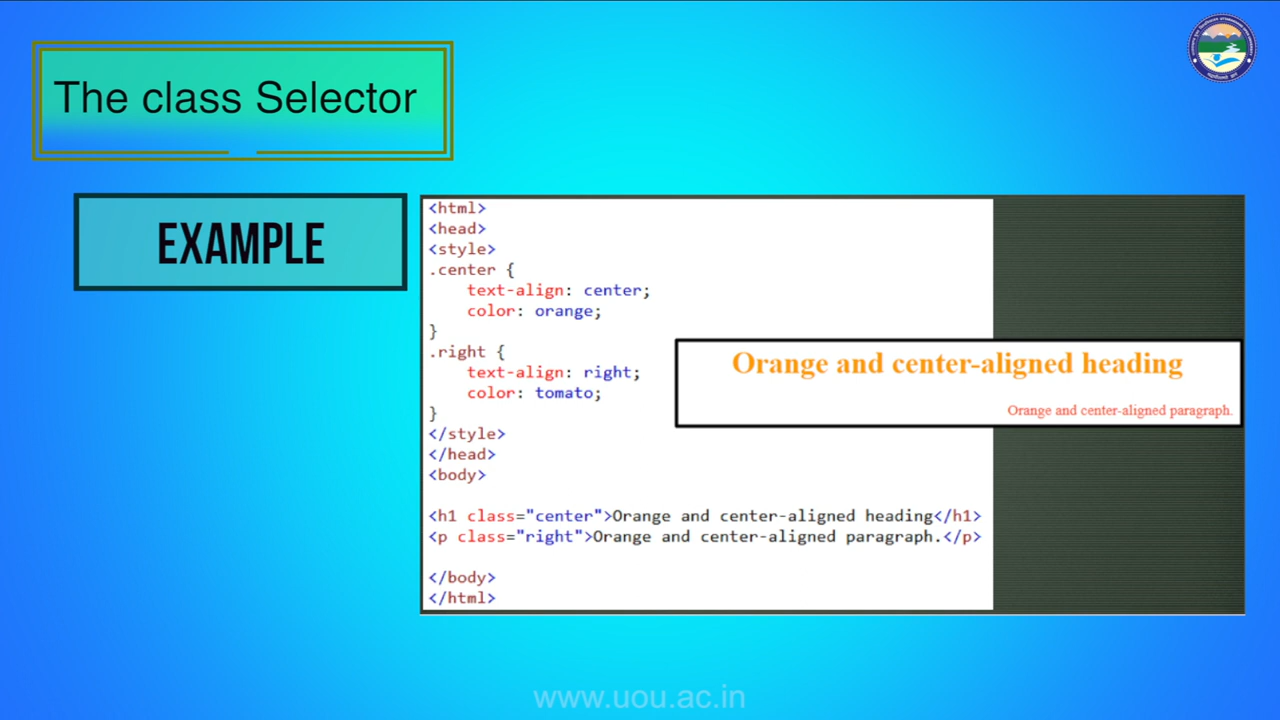 The class Selector
EXAMPLE
<html>
<head>
<style>
.center {
    text-align: center;
    color: orange;
}
.right {
    text-align: right;
    color: tomato;
}
</style>
</head>
<body>
<h1 class="center">Orange and center-aligned heading</h1>
<p class="right">Orange and center-aligned paragraph.</p>
</body>
</html>
Orange and center-aligned heading
Orange and center-aligned paragraph.
www.uou.ac.in